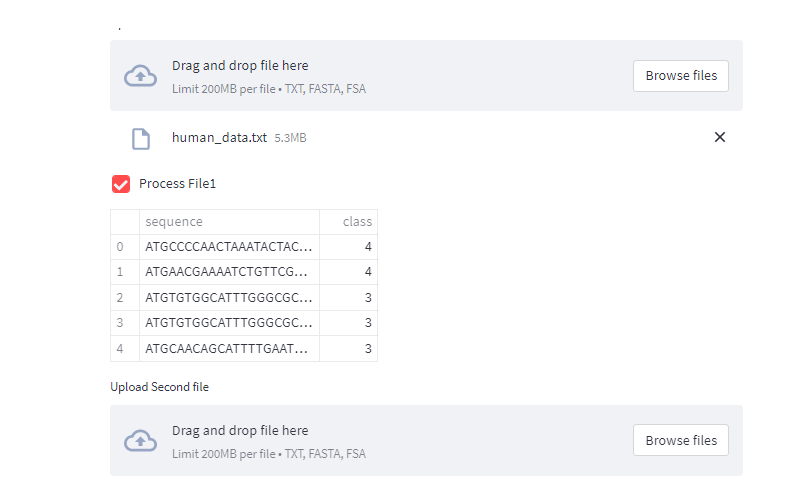 .
Drag and drop file here
Limit 200MB per file • TXT, FASTA, FSA
Browse files
human_data.txt 5.3MB
Process File1
sequence class
0 ATGCCCCAACTAAATACTAC... 4
1 ATGAACGAAAATCTGTTCG... 4
2 ATGTGTGGCATTTGGGCGC... 3
3 ATGTGTGGCATTTGGGCGC... 3
4 ATGCAACAGCATTTTGAAT... 3
Upload Second file
Drag and drop file here
Limit 200MB per file • TXT, FASTA, FSA
Browse files